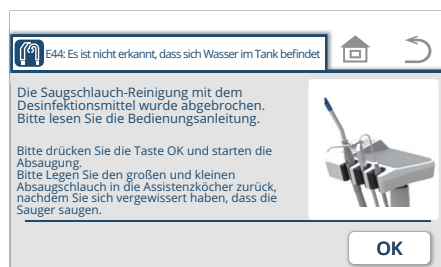 E44: Es ist nicht erkannt, dass sich Wasser im Tank befindet
Die Saugschlauch-Reinigung mit dem
Desinfektionsmittel wurde abgebrochen.
Bitte lesen Sie die Bedienungsanleitung.
Bitte drücken Sie die Taste OK und starten die
Absaugung.
Bitte Legen Sie den großen und kleinen
Absaugschlauch in die Assistenzköcher zurück,
nachdem Sie sich vergewissert haben, dass die
Sauger saugen.
OK